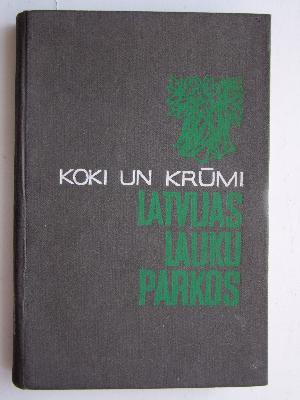 KOKI UN KRŪMI
LATVIJAS
LAUKU
PARKOS